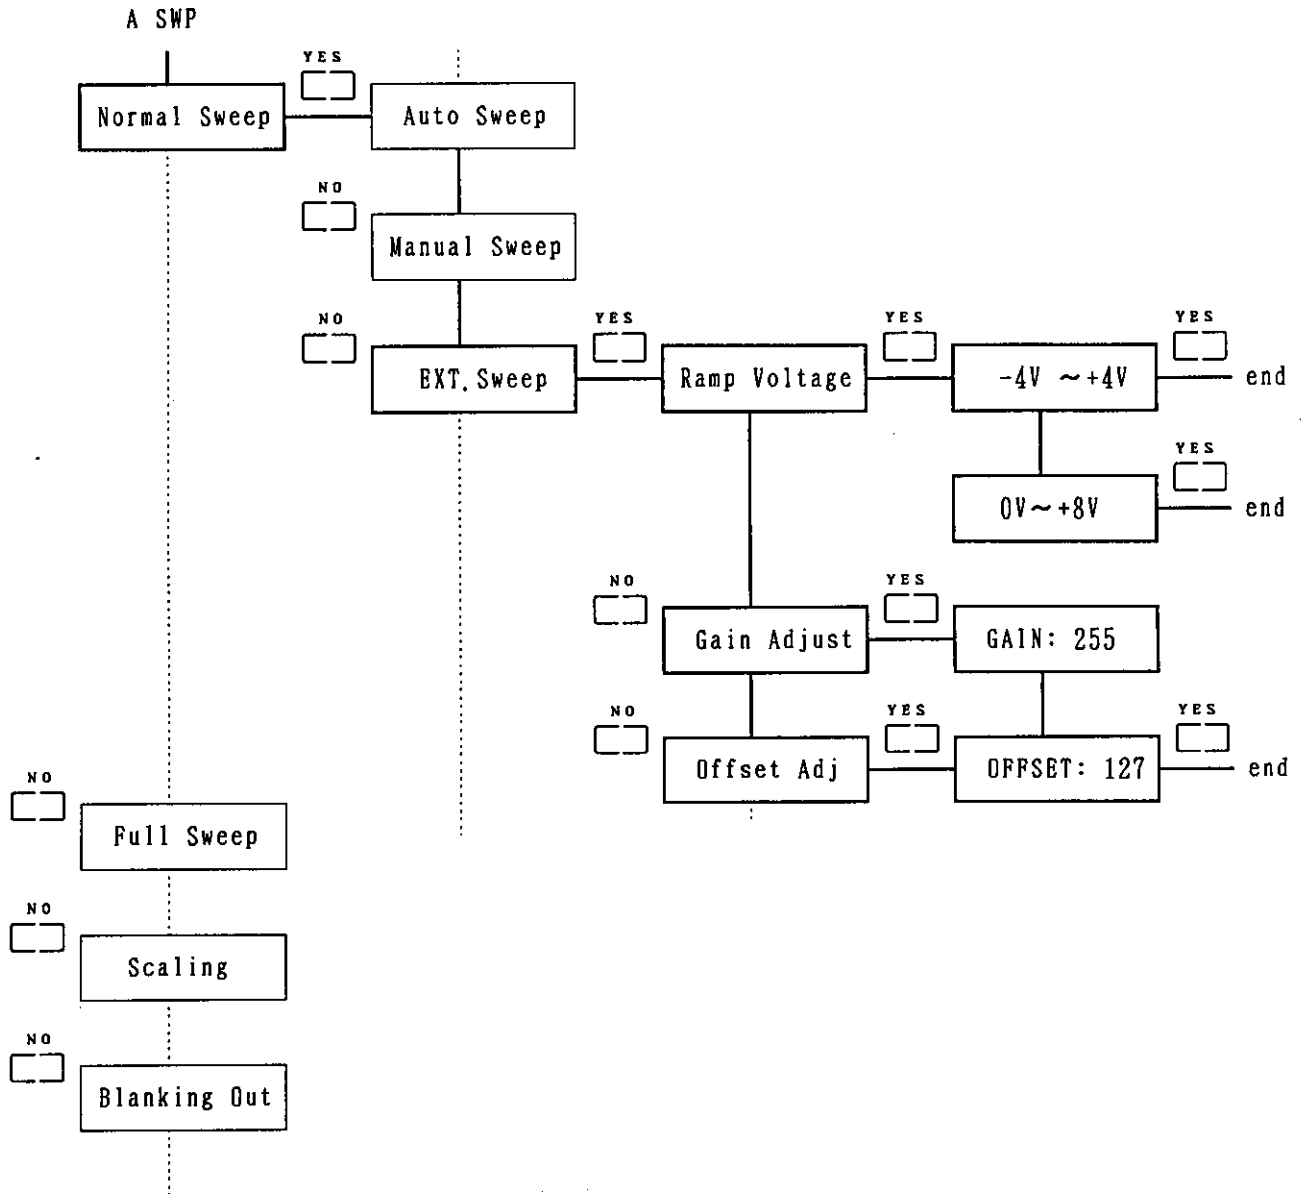 A SWP
YES
Normal Sweep
Auto Sweep
NO
Manual Sweep
NO
YES
YES
YES
EXT. Sweep
Ramp Voltage
-4V ~ +4V
end
YES
0V~+8V
end
NO
YES
Gain Adjust
GAIN: 255
NO
YES
YES
Offset Adj
OFFSET: 127
end
NO
Full Sweep
NO
Scaling
NO
Blanking Out